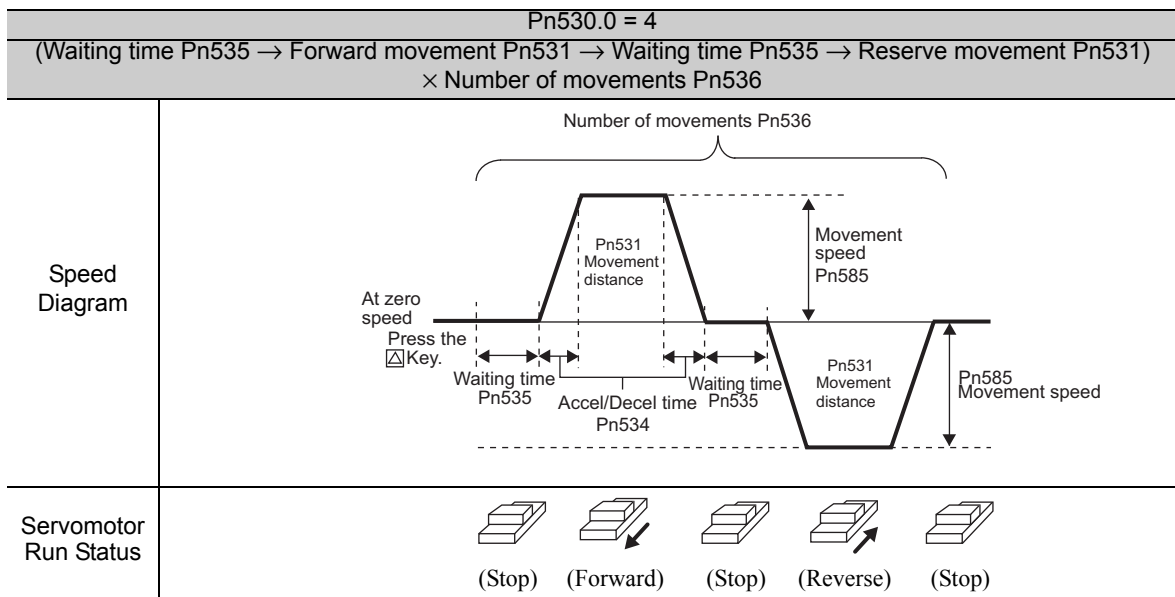 Pn530.0 = 4
(Waiting time Pn535 → Forward movement Pn531 → Waiting time Pn535 → Reserve movement Pn531)
× Number of movements Pn536
Speed
Diagram
Number of movements Pn536
Pn531
Movement
distance
Movement
speed
Pn585
At zero
speed
Press the
△Key.
Waiting time
Pn535
Accel/Decel time
Pn534
Waiting time
Pn535
Pn531
Movement
distance
Pn585
Movement speed
Servomotor
Run Status
(Stop) (Forward) (Stop) (Reverse) (Stop)